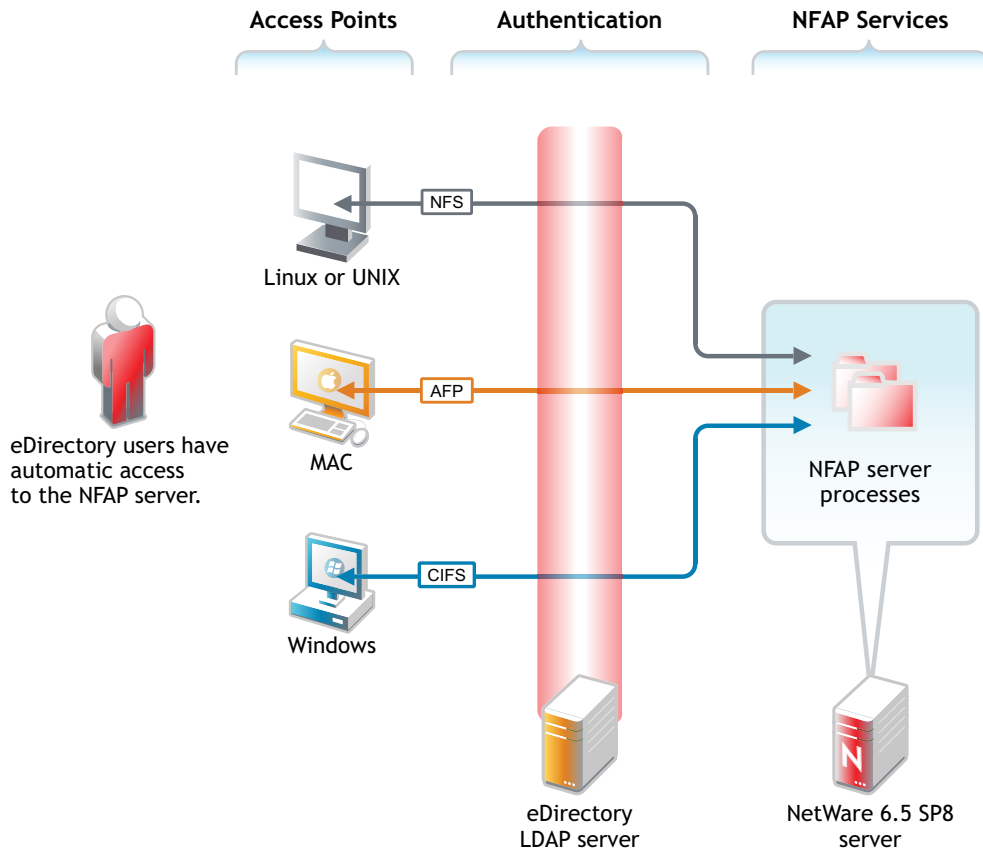 Access Points
Authentication
NFAP Services
NFS
Linux or UNIX
eDirectory users have
automatic access
to the NFAP server.
AFP
MAC
NFAP server
processes
CIFS
Windows
N
eDirectory
LDAP server
NetWare 6.5 SP8
server